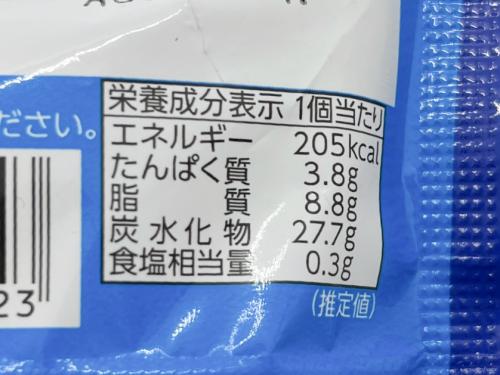 ださい。
栄養成分表示 1個当たり
エネルギー 205kcal
たんぱく質 3.8g
脂質 8.8g
炭水化物 27.7g
食塩相当量 0.3g
(推定値)
23